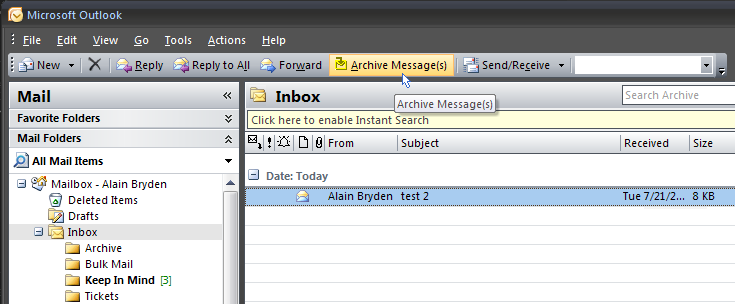 Microsoft Outlook
File Edit View Go Tools Actions Help
New Reply Reply to All Forward Archive Message(s) Send/Receive
Mail
Inbox
Search Archive
Archive Message(s)
Favorite Folders
Click here to enable Instant Search
Mail Folders
From Subject Received Size
All Mail Items
Date: Today
Mailbox - Alain Bryden
Alain Bryden test 2 Tue 7/21/2... 8 KB
Deleted Items
Drafts
Inbox
Archive
Bulk Mail
Keep In Mind [3]
Tickets